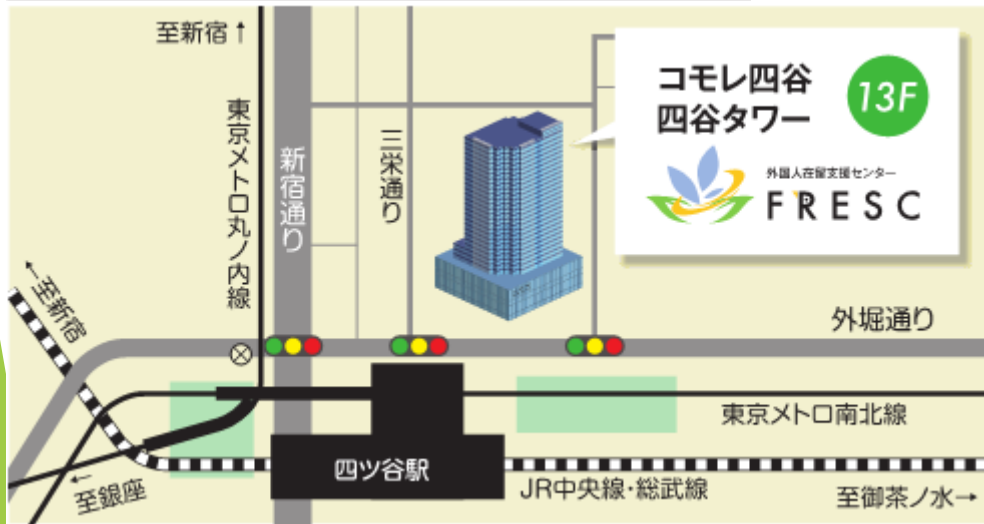 至新宿↑
コモレ四谷
四谷タワー
13F
外国人在留支援センター
FRESC
東京メトロ丸ノ内線
新宿通り
三栄通り
←至新宿
外堀通り
東京メトロ南北線
四ツ谷駅
JR中央線・総武線
←至銀座
至御茶ノ水→